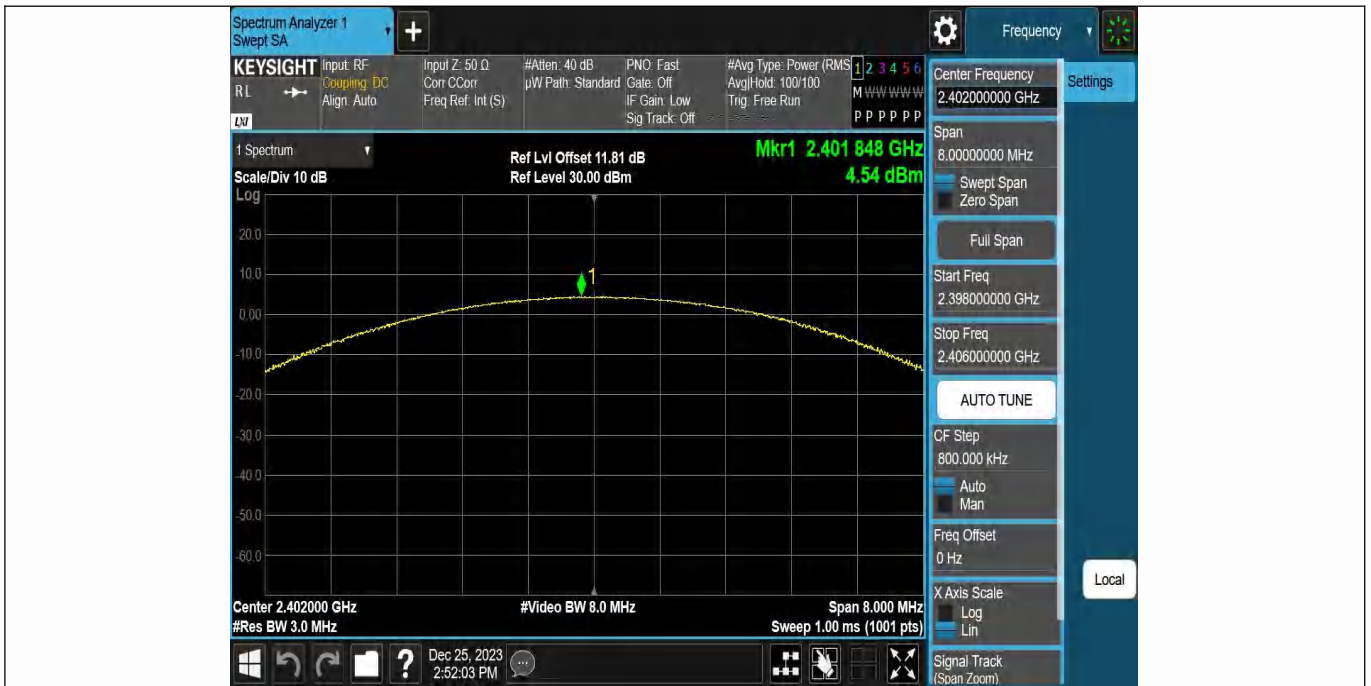 Spectrum Analyzer 1
Swept SA
+
Frequency
KEYSIGHT
RL
LXI
Input: RF
Coupling: DC
Align: Auto
Input Z: 50 Ω
Corr CCorr
Freq Ref: Int (S)
#Atten: 40 dB
µW Path: Standard
PNO: Fast
Gate: Off
IF Gain: Low
Sig Track: Off
#Avg Type: Power (RMS
Avg|Hold: 100/100
Trig: Free Run
1 2 3 4 5 6
M W W W W W
P P P P P P
Center Frequency
2.402000000 GHz
Settings
Span
8.00000000 MHz
Swept Span
Zero Span
Full Span
Start Freq
2.398000000 GHz
Stop Freq
2.406000000 GHz
AUTO TUNE
CF Step
800.000 kHz
Auto
Man
Freq Offset
0 Hz
X Axis Scale
Log
Lin
Signal Track
(Span Zoom)
Local
1 Spectrum
Scale/Div 10 dB
Ref Lvl Offset 11.81 dB
Ref Level 30.00 dBm
Mkr1 2.401 848 GHz
4.54 dBm
Log
20.0
10.0
0.00
-10.0
-20.0
-30.0
-40.0
-50.0
-60.0
1
Center 2.402000 GHz
#Video BW 8.0 MHz
Span 8.000 MHz
#Res BW 3.0 MHz
Sweep 1.00 ms (1001 pts)
?
Dec 25, 2023
2:52:03 PM